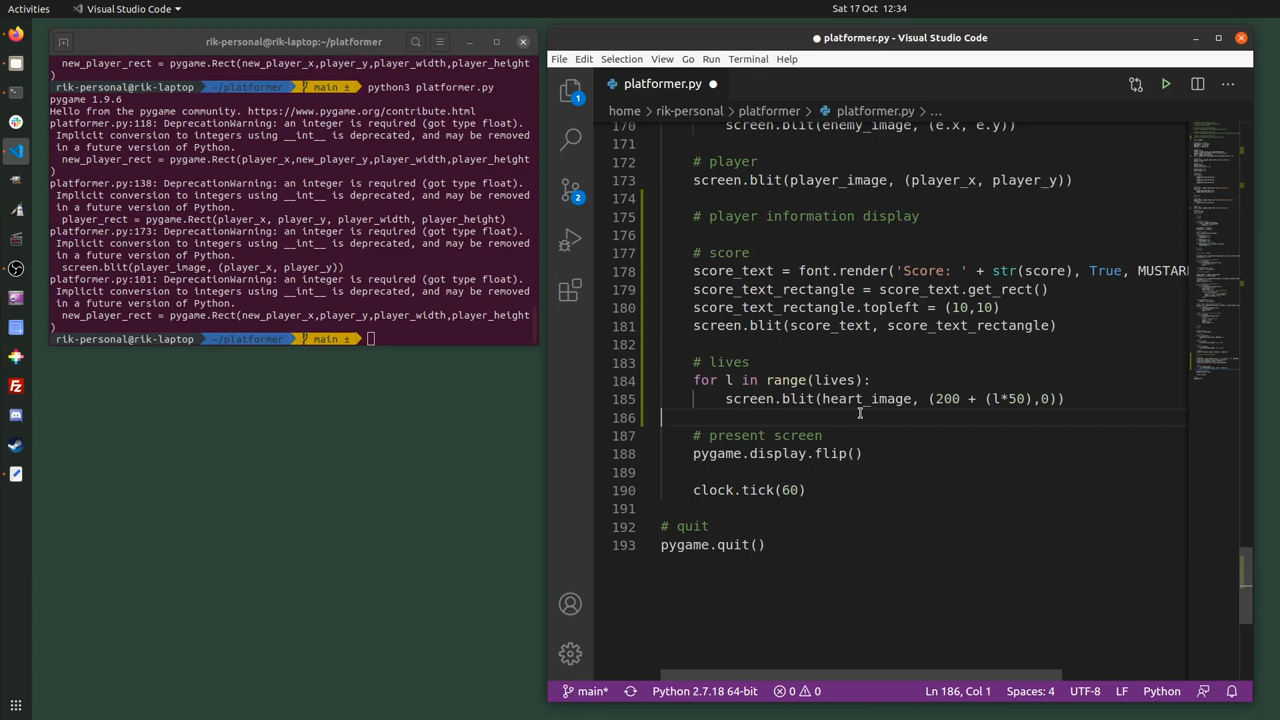 Activities
Visual Studio Code
Sat 17 Oct 12:34
rik-personal@rik-laptop:~/platformer
new_player_rect = pygame.Rect(player_x,new_player_y,player_width,player_height
)
rik-personal@rik-laptop ~/platformer main ± python3 platformer.py
pygame 1.9.6
Hello from the pygame community. https://www.pygame.org/contribute.html
platformer.py:118: DeprecationWarning: an integer is required (got type float).
Implicit conversion to integers using __int__ is deprecated, and may be removed
in a future version of Python.
new_player_rect = pygame.Rect(player_x,new_player_y,player_width,player_height
)
platformer.py:138: DeprecationWarning: an integer is required (got type float).
Implicit conversion to integers using __int__ is deprecated, and may be removed
in a future version of Python.
player_rect = pygame.Rect(player_x, player_y, player_width, player_height)
platformer.py:173: DeprecationWarning: an integer is required (got type float).
Implicit conversion to integers using __int__ is deprecated, and may be removed
in a future version of Python.
screen.blit(player_image, (player_x, player_y))
platformer.py:101: DeprecationWarning: an integer is required (got type float).
Implicit conversion to integers using __int__ is deprecated, and may be removed
in a future version of Python.
new_player_rect = pygame.Rect(new_player_x,player_y,player_width,player_height
)
rik-personal@rik-laptop ~/platformer main ±
● platformer.py - Visual Studio Code
File Edit Selection View Go Run Terminal Help
1
2
platformer.py
home > rik-personal > platformer > platformer.py > ...
170 screen.blit(enemy_image, (e.x, e.y))
171
172 # player
173 screen.blit(player_image, (player_x, player_y))
174
175 # player information display
176
177 # score
178 score_text = font.render('Score: ' + str(score), True, MUSTAR
179 score_text_rectangle = score_text.get_rect()
180 score_text_rectangle.topleft = (10,10)
181 screen.blit(score_text, score_text_rectangle)
182
183 # lives
184 for l in range(lives):
185 screen.blit(heart_image, (200 + (l*50),0))
186
187 # present screen
188 pygame.display.flip()
189
190 clock.tick(60)
191
192 # quit
193 pygame.quit()
main* Python 2.7.18 64-bit 0 0 Ln 186, Col 1 Spaces: 4 UTF-8 LF Python